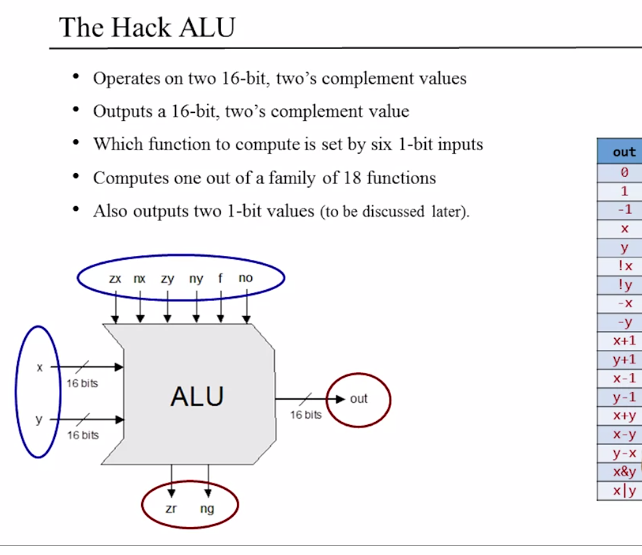 The Hack ALU
• Operates on two 16-bit, two’s complement values
• Outputs a 16-bit, two’s complement value
• Which function to compute is set by six 1-bit inputs
• Computes one out of a family of 18 functions
• Also outputs two 1-bit values (to be discussed later).
zx nx zy ny f no
x
16 bits
y
16 bits
ALU
16 bits
out
zr ng
out
0
1
-1
x
y
!x
!y
-x
-y
x+1
y+1
x-1
y-1
x+y
x-y
y-x
x&y
x|y